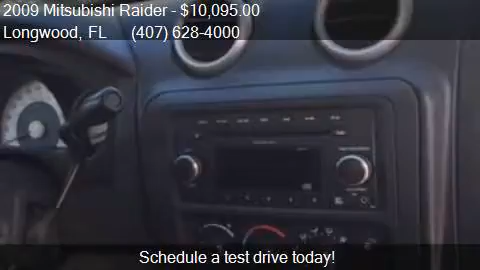 2009 Mitsubishi Raider - $10,095.00
Longwood, FL (407) 628-4000
Schedule a test drive today!